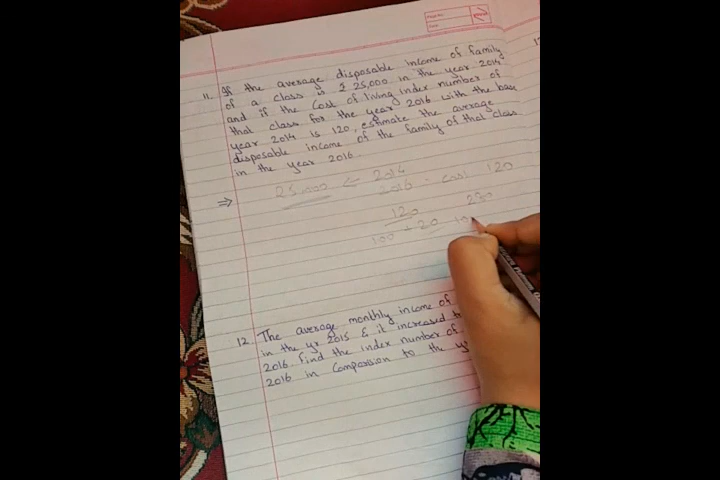 11. If the average disposable income of family
of a class is ₹ 25,000 in the year 2014
and if the Cost of living index number of
that class for the year 2016 with the base
year 2014 is 120, estimate the average
disposable income of the family of that class
in the year 2016.
⇒ 25,000 ← 2014
2016 - cost 120
120
100 20
12. The average monthly income of
in the yr 2015 & it increased
2016 Find the index number of
2016 in Comparsion to the